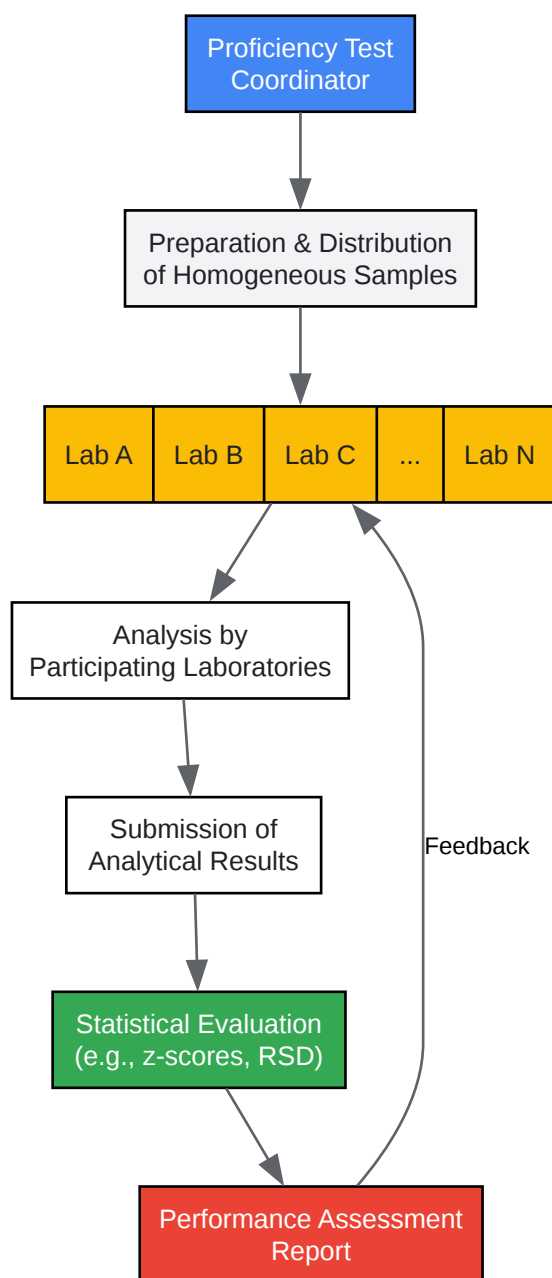 Proficiency Test
Coordinator
Preparation & Distribution
of Homogeneous Samples
Lab A
Lab B
Lab C
...
Lab N
Analysis by
Participating Laboratories
Submission of
Analytical Results
Feedback
Statistical Evaluation
(e.g., z-scores, RSD)
Performance Assessment
Report